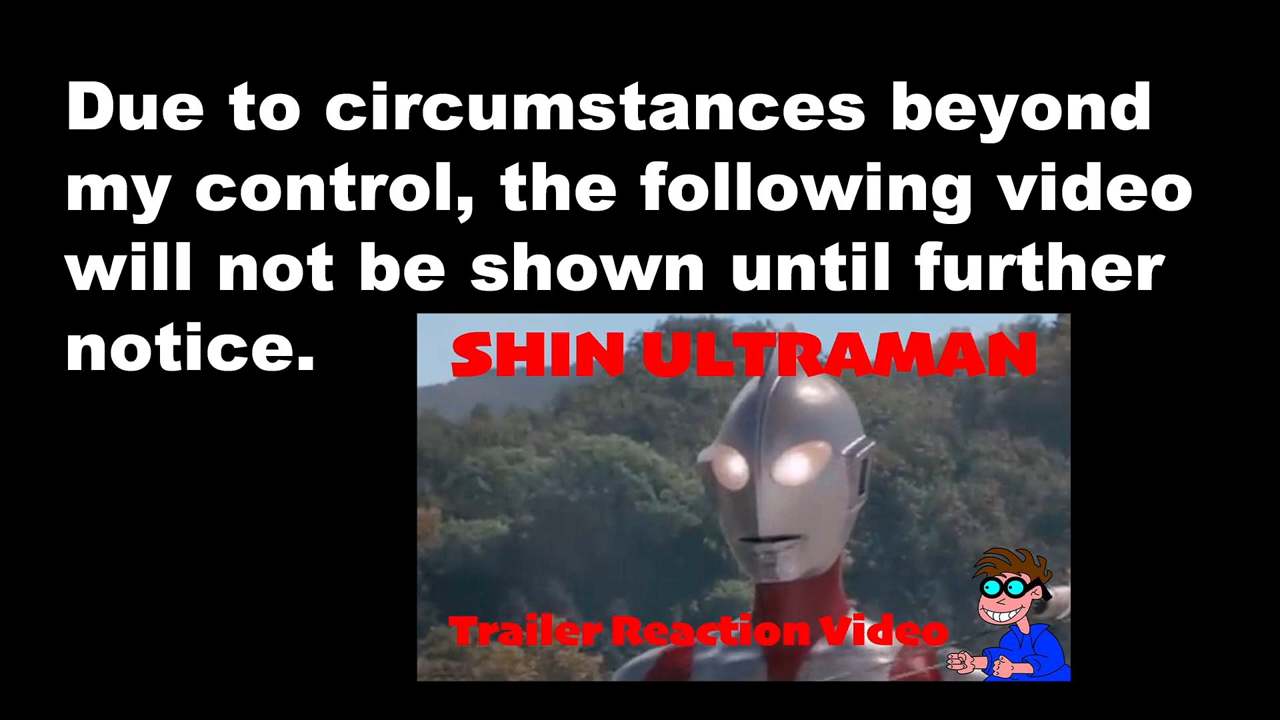 Due to circumstances beyond
my control, the following video
will not be shown until further
notice.
SHIN ULTRAMAN
Trailer Reaction Video